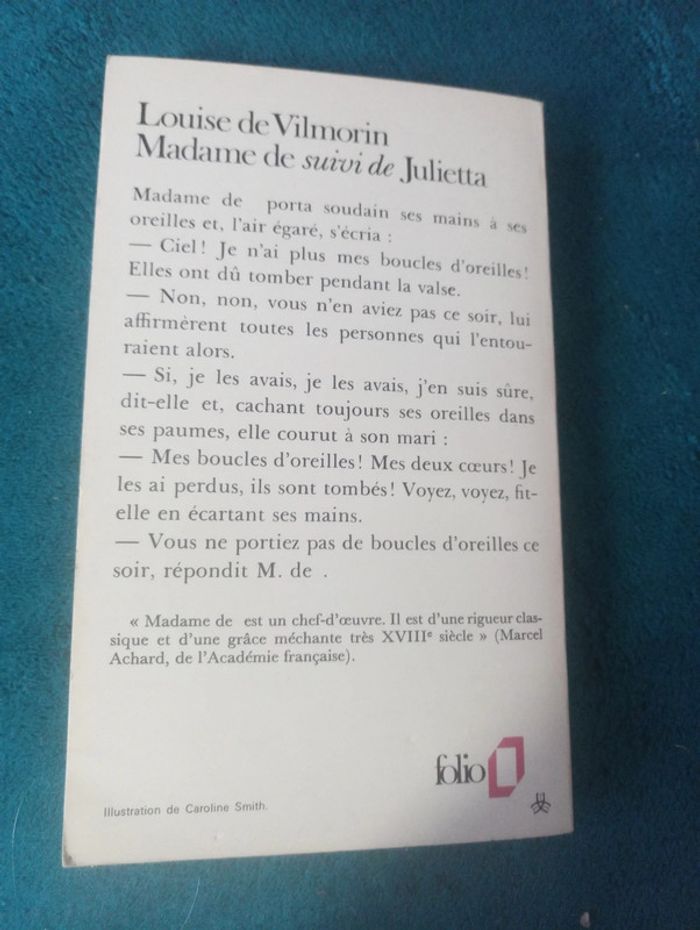 Louise de Vilmorin
Madame de suivi de Julietta
Madame de porta soudain ses mains à ses
oreilles et, l'air égaré, s'écria :
— Ciel ! Je n'ai plus mes boucles d'oreilles !
Elles ont dû tomber pendant la valse.
— Non, non, vous n'en aviez pas ce soir, lui
affirmèrent toutes les personnes qui l'entou-
raient alors.
— Si, je les avais, je les avais, j'en suis sûre,
dit-elle et, cachant toujours ses oreilles dans
ses paumes, elle courut à son mari :
— Mes boucles d'oreilles ! Mes deux cœurs ! Je
les ai perdus, ils sont tombés ! Voyez, voyez, fit-
elle en écartant ses mains.
— Vous ne portiez pas de boucles d'oreilles ce
soir, répondit M. de .
« Madame de est un chef-d'œuvre. Il est d'une rigueur clas-
sique et d'une grâce méchante très XVIIIe siècle » (Marcel
Achard, de l'Académie française).
folio
Illustration de Caroline Smith.